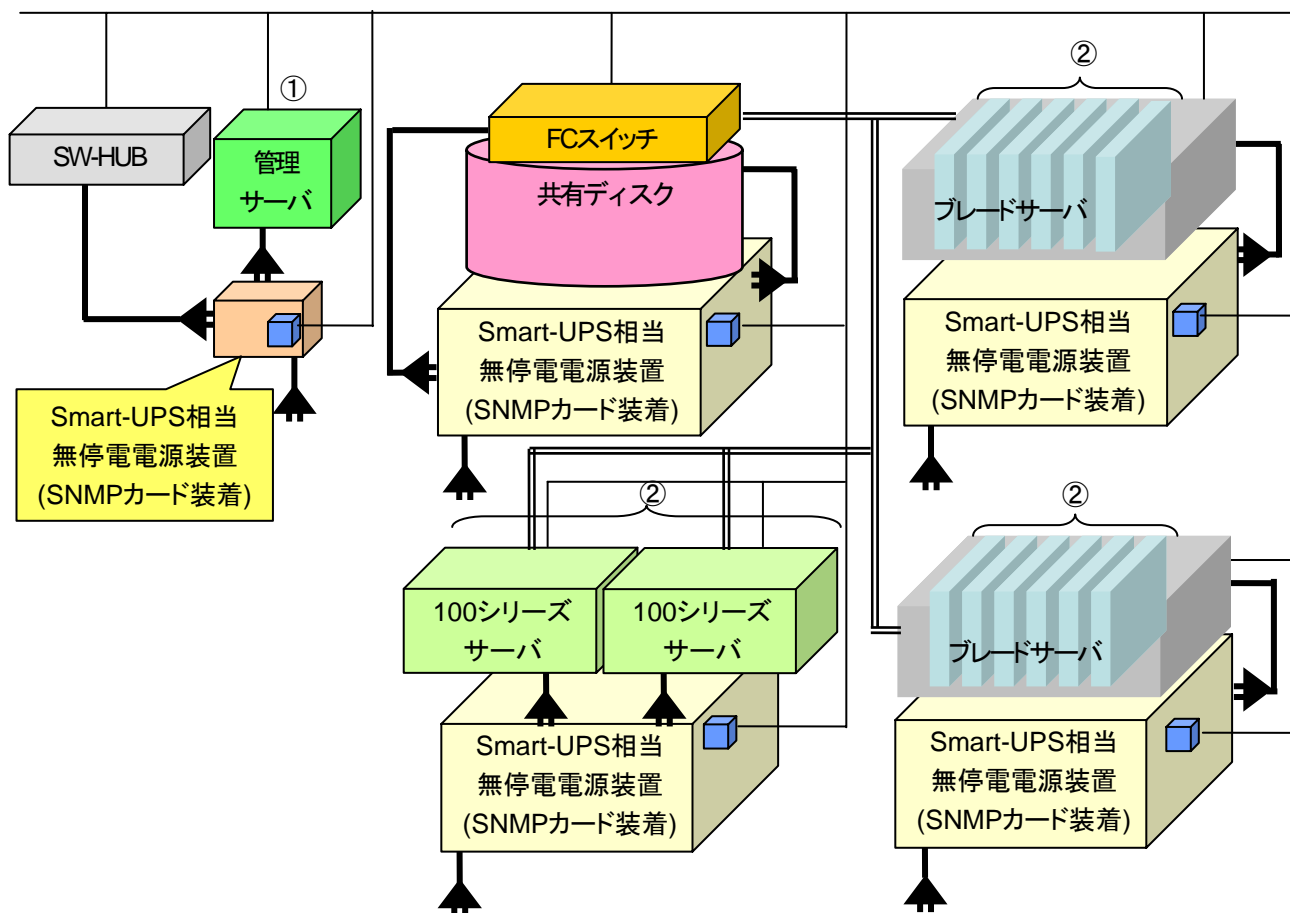 ①
SW-HUB
管理
サーバ
Smart-UPS相当
無停電電源装置
(SNMPカード装着)
FCスイッチ
共有ディスク
Smart-UPS相当
無停電電源装置
(SNMPカード装着)
②
ブレードサーバ
Smart-UPS相当
無停電電源装置
(SNMPカード装着)
②
100シリーズ
サーバ
100シリーズ
サーバ
Smart-UPS相当
無停電電源装置
(SNMPカード装着)
②
ブレードサーバ
Smart-UPS相当
無停電電源装置
(SNMPカード装着)